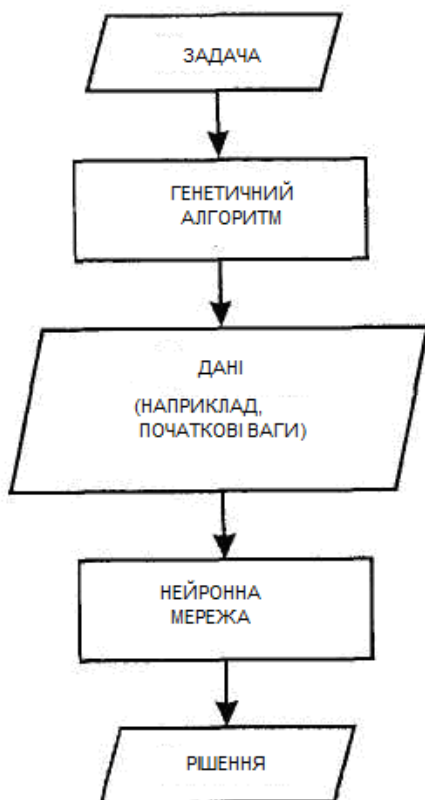 ЗАДАЧА
ГЕНЕТИЧНИЙ
АЛГОРИТМ
ДАНІ
(НАПРИКЛАД,
ПОЧАТКОВІ ВАГИ)
НЕЙРОННА
МЕРЕЖА
РІШЕННЯ